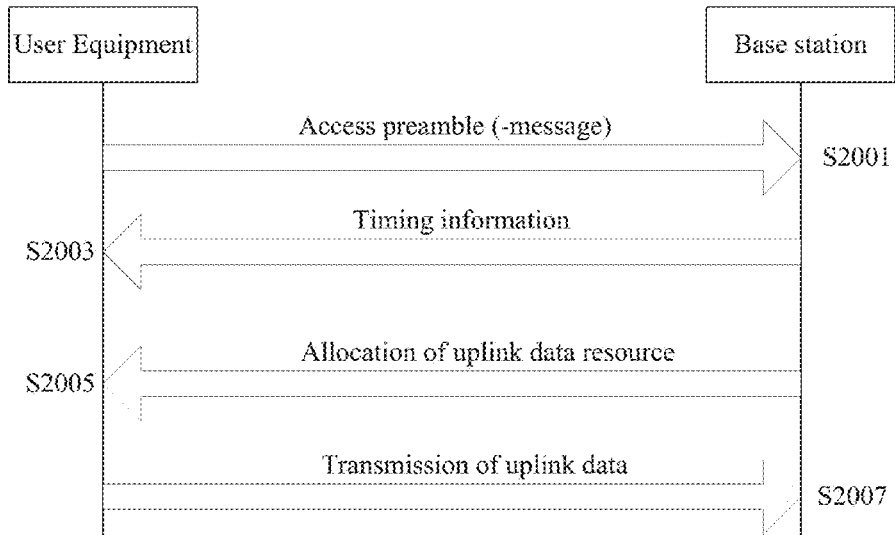 User Equipment
Base station
Access preamble (-message)
S2001
Timing information
S2003
Allocation of uplink data resource
S2005
Transmission of uplink data
S2007